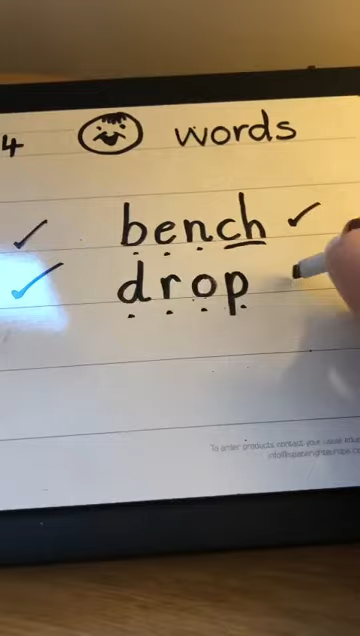 4 words
✓ bench ✓
✓ drop
To order products contact your usual